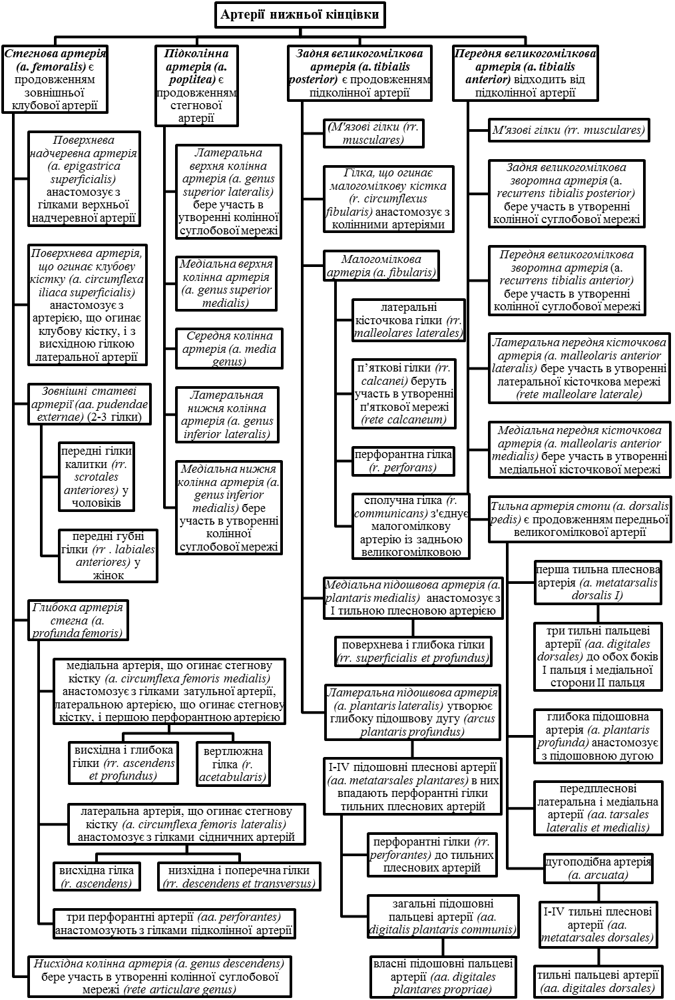 Артерії нижньої кінцівки
Стегнова артерія
(a. femoralis) є
продовженням
зовнішньої
клубової артерії
Поверхнева
надчеревна артерія
(a. epigastrica
superficialis)
анастомозує з
гілками верхньої
надчеревної артерії
Поверхнева артерія,
що огинає клубову
кістку (a. circumflexa
iliaca superficialis)
анастомозує з
артерією, що огинає
клубову кістку, і з
висхідною гілкою
латеральної артерії
Зовнішні статеві
артерії (aa. pudendae
externae) (2-3 гілки)
передні гілки
калитки (rr.
scrotales
anteriores) у
чоловіків
передні губні
гілки (rr . labiales
anteriores) у
жінок
Глибока артерія
стегна (a.
profunda femoris)
медіальна артерія, що огинає стегнову
кістку (a. circumflexa femoris medialis)
анастомозує з гілками затульної артерії,
латеральною артерією, що огинає стегнову
кістку, і першою перфорантною артерією
висхідна і глибока
гілки (rr. ascendens
et profundus)
вертлюжна
гілка (r.
acetabularis)
латеральна артерія, що огинає стегнову
кістку (a. circumflexa femoris lateralis)
анастомозує з гілками сідничних артерій
висхідна гілка
(r. ascendens)
низхідна і поперечна гілки
(rr. descendens et transversus)
три перфорантні артерії (aa. perforantes)
анастомозують з гілками підколінної артерії
Нисхідна колінна артерія (a. genus descendens)
бере участь в утворенні колінної суглобової
мережі (rete articulare genus)
Підколінна
артерія (a.
poplitea) є
продовженням
стегнової
артерії
Латеральна
верхня колінна
артерія (a. genus
superior lateralis)
бере участь в
утворенні колінної
суглобової мережі
Медіальна верхня
колінна артерія
(a. genus superior
medialis)
Середня колінна
артерія (a. media
genus)
Латеральная
нижня колінна
артерія (a. genus
inferior lateralis)
Медіальна нижня
колінна артерія (a.
genus inferior
medialis) бере
участь в утворенні
колінної
суглобової мережі
Задня великогомілкова
артерія (a. tibialis
posterior) є продовженням
підколінної артерії
(М'язові гілки (rr.
musculares)
Гілка, що огинає
малогомілкову кістка
(r. circumflexus
fibularis) анастомозує з
колінними артеріями
Малогомілкова
артерія (a. fibularis)
латеральні
кісточкова гілки (rr.
malleolares laterales)
п’яткові гілки (rr.
calcanei) беруть
участь в утворенні
п'яткової мережі
(rete calcaneum)
перфорантна гілка
(r. perforans)
сполучна гілка (r.
communicans) з'єднує
малогомілкову
артерію із задньою
великогомілковою
Медіальна підошвова артерія (a.
plantaris medialis) анастомозує з
I тильною плесновою артерією
поверхнева і глибока гілки
(rr. superficialis et profundus)
Латеральна підошвова артерія
(a. plantaris lateralis) утворює
глибоку підошвову дугу (arcus
plantaris profundus)
I-IV підошовні плеснові артерії
(aa. metatarsales plantares) в них
впадають перфорантні гілки
тильних плеснових артерій
перфорантні гілки (rr.
perforantes) до тильних
плеснових артерій
загальні підошовні
пальцеві артерії (aa.
digitalis plantaris communis)
власні підошовні пальцеві
артерії (aa. digitales
plantares propriae)
Передня великогомілкова
артерія (a. tibialis
anterior) відходить від
підколінної артерії
М'язові гілки (rr. musculares)
Задня великогомілкова
зворотна артерія (a.
recurrens tibialis posterior)
бере участь в утворенні
колінної суглобової мережі
Передня великогомілкова
зворотна артерія (a.
recurrens tibialis anterior)
бере участь в утворенні
колінної суглобової мережі
Латеральна передня кісточкова
артерія (a. malleolaris anterior
lateralis) бере участь в утворенні
латеральної кісточкова мережі
(rete malleolare laterale)
Медіальна передня кісточкова
артерія (a. malleolaris anterior
medialis) бере участь в утворенні
медіальної кісточкової мережі
Тильна артерія стопи (a. dorsalis
pedis) є продовженням передньої
великогомілкової артерії
перша тильна плеснова
артерія (a. metatarsalis
dorsalis I)
три тильні пальцеві
артерії (aa. digitales
dorsales) до обох боків
I пальця і медіальної
сторони II пальця
глибока підошовна
артерія (a. plantaris
profunda) анастомозує
з підошовною дугою
передплеснові
латеральна і медіальна
артерії (aa. tarsales
lateralis et medialis)
дугоподібна артерія
(a. arcuata)
I-IV тильні плеснові
артерії (aa.
metatarsales dorsales)
тильні пальцеві артерії
(aa. digitales dorsales)